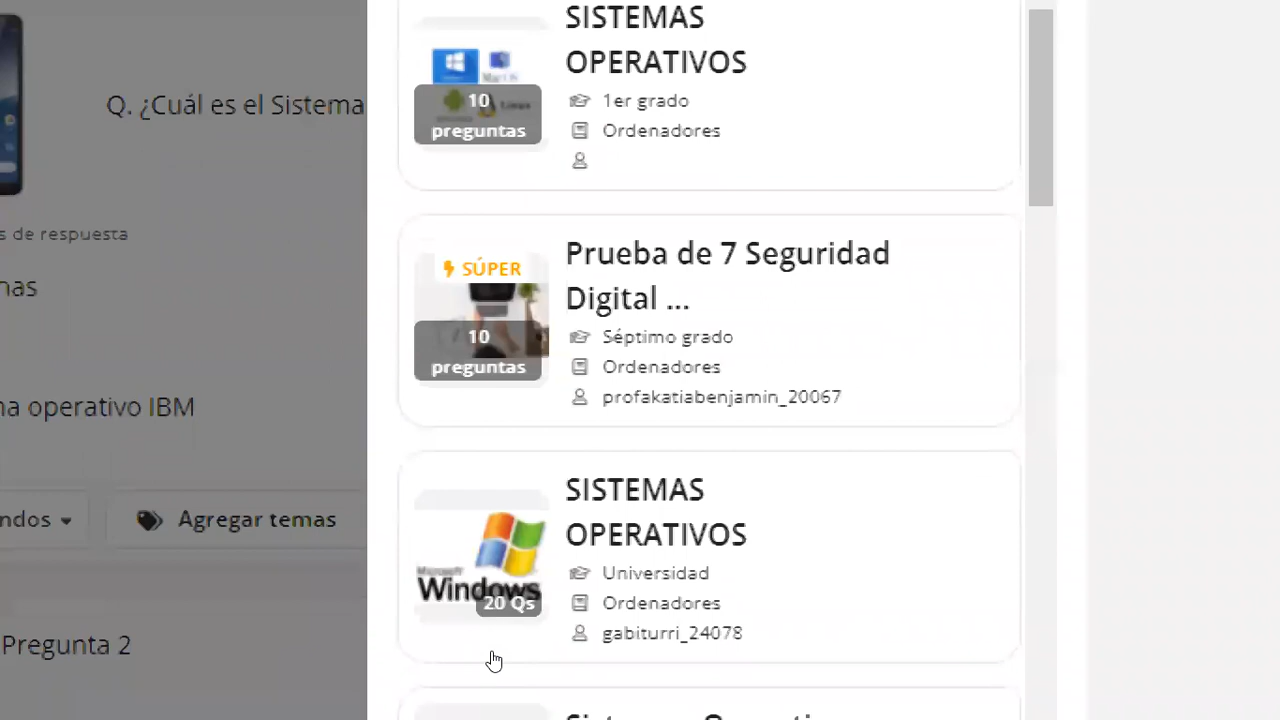 Q. ¿Cuál es el Sistema
s de respuesta
nas
na operativo IBM
ndos
Agregar temas
Pregunta 2
SISTEMAS
OPERATIVOS
1er grado
Ordenadores
10
preguntas
Linux
SÚPER
10
preguntas
Prueba de 7 Seguridad
Digital ...
Séptimo grado
Ordenadores
profakatiabenjamin_20067
Microsoft
Windows
20 Qs
SISTEMAS
OPERATIVOS
Universidad
Ordenadores
gabiturri_24078